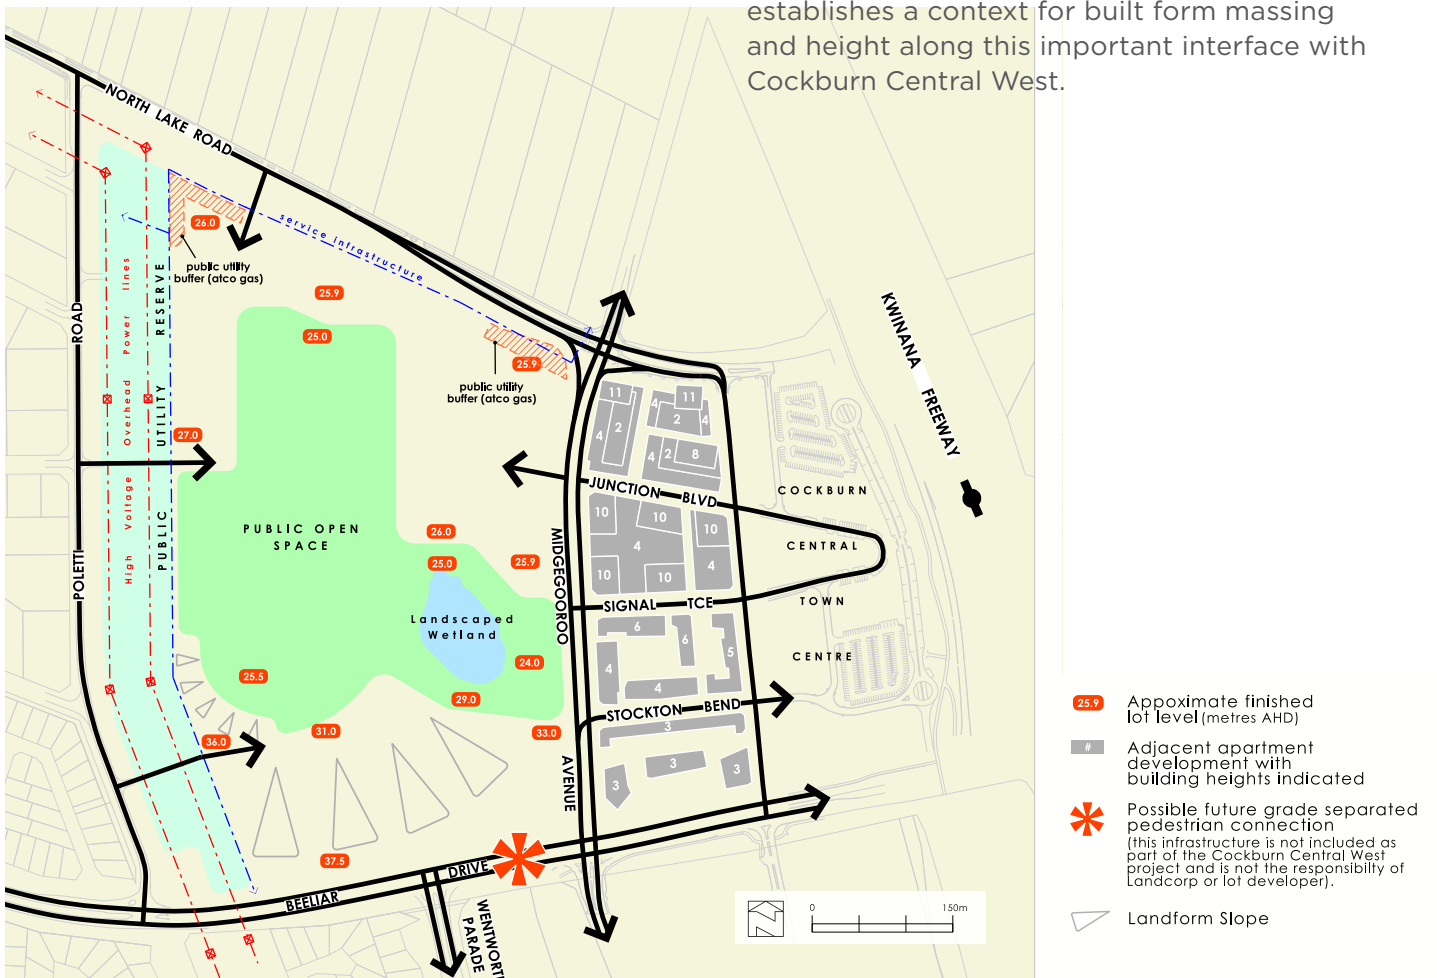 establishes a context for built form massing
and height along this important interface with
Cockburn Central West.
NORTH LAKE ROAD
26.0
public utility
buffer (atco gas)
service infrastructure
25.9
25.0
25.9
public utility
buffer (atco gas)
KWINANA FREEWAY
POLETTI ROAD
High Voltage Overhead Power lines
PUBLIC UTILITY RESERVE
27.0
PUBLIC OPEN
SPACE
26.0
25.0
25.9
Landscaped
Wetland
24.0
25.5
29.0
31.0
33.0
36.0
37.5
MIDGEGOOROO AVENUE
11
4
2
4
11
2
4
4
2
8
JUNCTION BLVD
10
10
10
4
10
10
4
SIGNAL TCE
6
6
5
4
4
STOCKTON BEND
3
3
3
3
COCKBURN
CENTRAL
TOWN
CENTRE
BEELIAR DRIVE
WENTWORTH
PARADE
0 150m
25.9
Appoximate finished
lot level (metres AHD)
#
Adjacent apartment
development with
building heights indicated
Possible future grade separated
pedestrian connection
(this infrastructure is not included as
part of the Cockburn Central West
project and is not the responsibilty of
Landcorp or lot developer).
Landform Slope